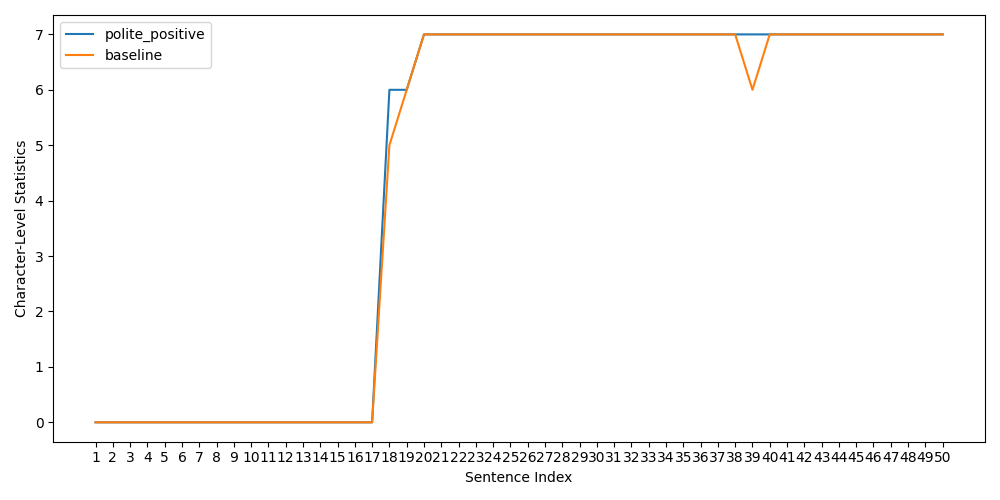 polite_positive
baseline
Character-Level Statistics
7
6
5
4
3
2
1
0
1 2 3 4 5 6 7 8 9 10 11 12 13 14 15 16 17 18 19 20 21 22 23 24 25 26 27 28 29 30 31 32 33 34 35 36 37 38 39 40 41 42 43 44 45 46 47 48 49 50
Sentence Index